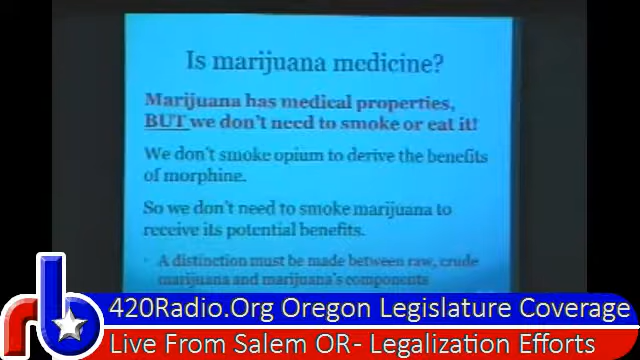 Is marijuana medicine?
Marijuana has medical properties,
BUT we don't need to smoke or eat it!
We don't smoke opium to derive the benefits
of morphine.
So we don't need to smoke marijuana to
receive its potential benefits.
· A distinction must be made between raw, crude
marijuana and marijuana's components
420Radio.Org Oregon Legislature Coverage
Live From Salem OR- Legalization Efforts